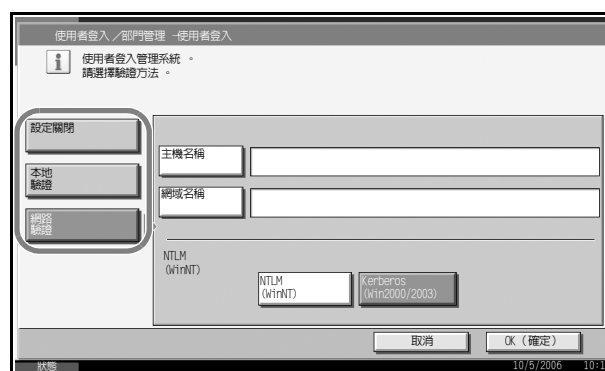 使用者登入／部門管理 -使用者登入
使用者登入管理系統 。
請選擇驗證方法 。
設定關閉
本地
驗證
網路
驗證
主機名稱
網域名稱
NTLM
(WinNT)
NTLM
(WinNT)
Kerberos
(Win2000/2003)
取消
OK（確定）
狀態
10/5/2006 10:1